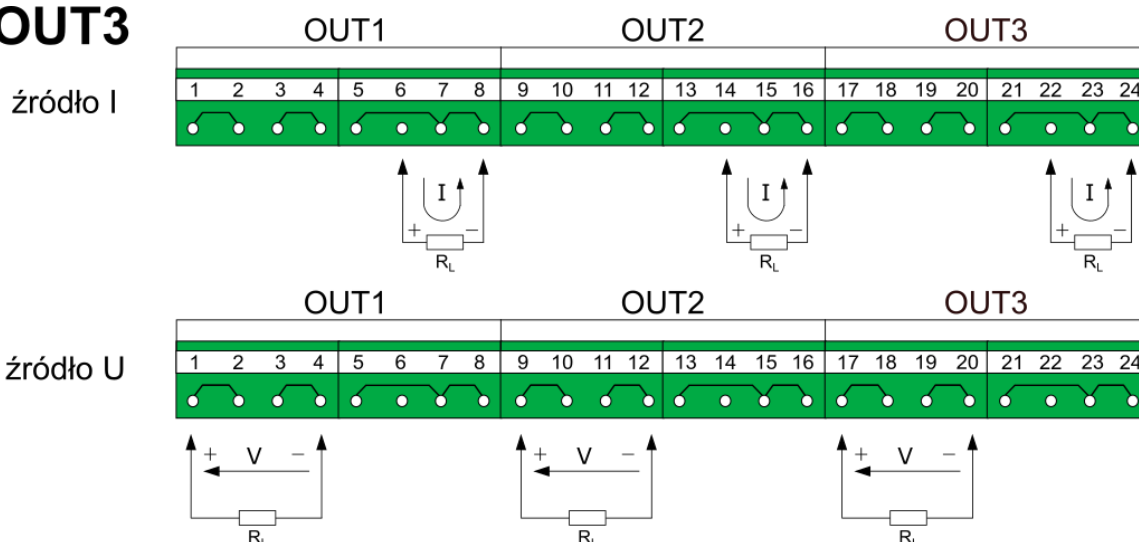 OUT3
OUT1 OUT2 OUT3
źródło I
1 2 3 4 5 6 7 8 9 10 11 12 13 14 15 16 17 18 19 20 21 22 23 24
I I I
+ − + − + −
RL RL RL
OUT1 OUT2 OUT3
źródło U
1 2 3 4 5 6 7 8 9 10 11 12 13 14 15 16 17 18 19 20 21 22 23 24
+ V − + V − + V −
RL RL RL